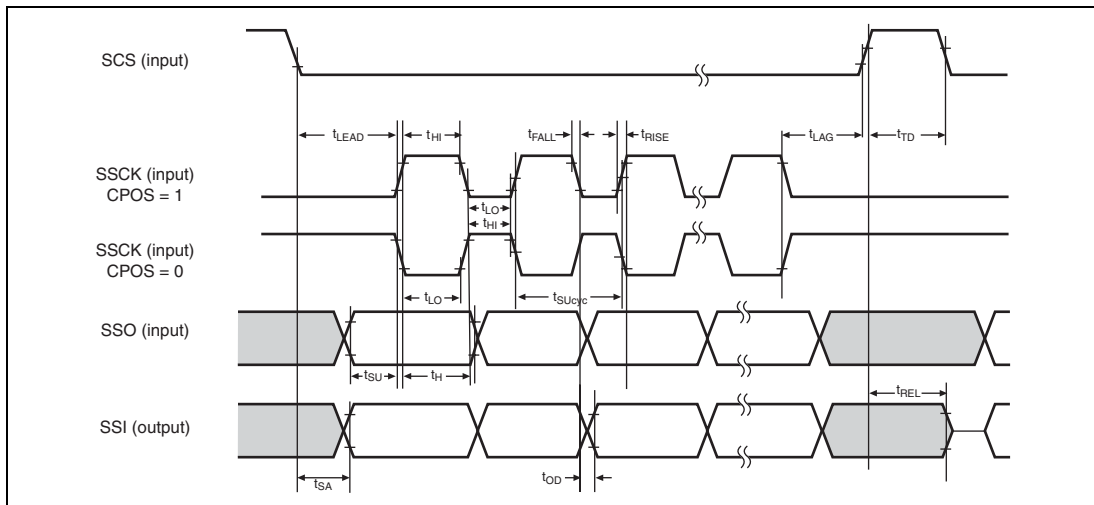 SCS (input)
tLEAD
tHI
tFALL
tRISE
tLAG
tTD
SSCK (input)
CPOS = 1
tLO
tHI
SSCK (input)
CPOS = 0
tLO
tSUcyc
SSO (input)
tSU
tH
tREL
SSI (output)
tSA
tOD